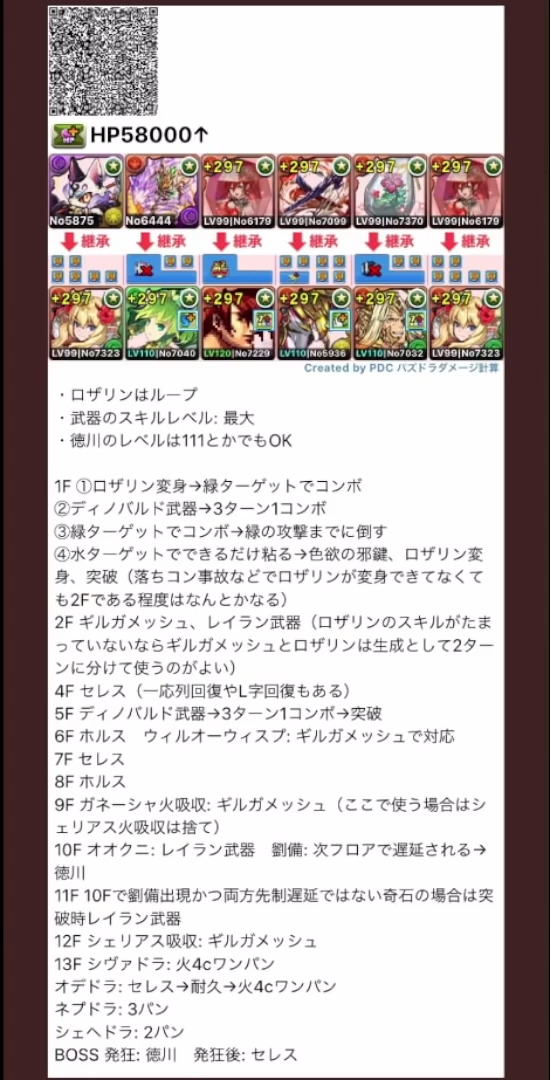 HP58000↑
+297 +297 +297 +297
No5875 No6444 LV99|No6179 LV99|No7099 LV99|No7370 LV99|No6179
継承 継承 継承 継承 継承 継承
+297 +297 +297 +297 +297 +297
LV99|No7323 LV110|No7040 LV120|No7229 LV110|No5936 LV110|No7032 LV99|No7323
Created by PDC パズドラダメージ計算
・ロザリンはループ
・武器のスキルレベル: 最大
・徳川のレベルは111とかでもOK
1F ①ロザリン変身→緑ターゲットでコンボ
②ディノバルド武器→3ターン1コンボ
③緑ターゲットでコンボ→緑の攻撃までに倒す
④水ターゲットでできるだけ粘る→色欲の邪鍵、ロザリン変
身、突破（落ちコン事故などでロザリンが変身できてなくて
も2Fである程度はなんとかなる）
2F ギルガメッシュ、レイラン武器（ロザリンのスキルがたま
っていないならギルガメッシュとロザリンは生成として2ター
ンに分けて使うのがよい）
4F セレス（一応列回復やL字回復もある）
5F ディノバルド武器→3ターン1コンボ→突破
6F ホルス　ウィルオーウィスプ: ギルガメッシュで対応
7F セレス
8F ホルス
9F ガネーシャ火吸収: ギルガメッシュ（ここで使う場合はシ
ェリアス火吸収は捨て）
10F オオクニ: レイラン武器　劉備: 次フロアで遅延される→
徳川
11F 10Fで劉備出現かつ両方先制遅延ではない奇石の場合は突
破時レイラン武器
12F シェリアス吸収: ギルガメッシュ
13F シヴァドラ: 火4cワンパン
オデドラ: セレス→耐久→火4cワンパン
ネプドラ: 3パン
シェヘドラ: 2パン
BOSS 発狂: 徳川　発狂後: セレス